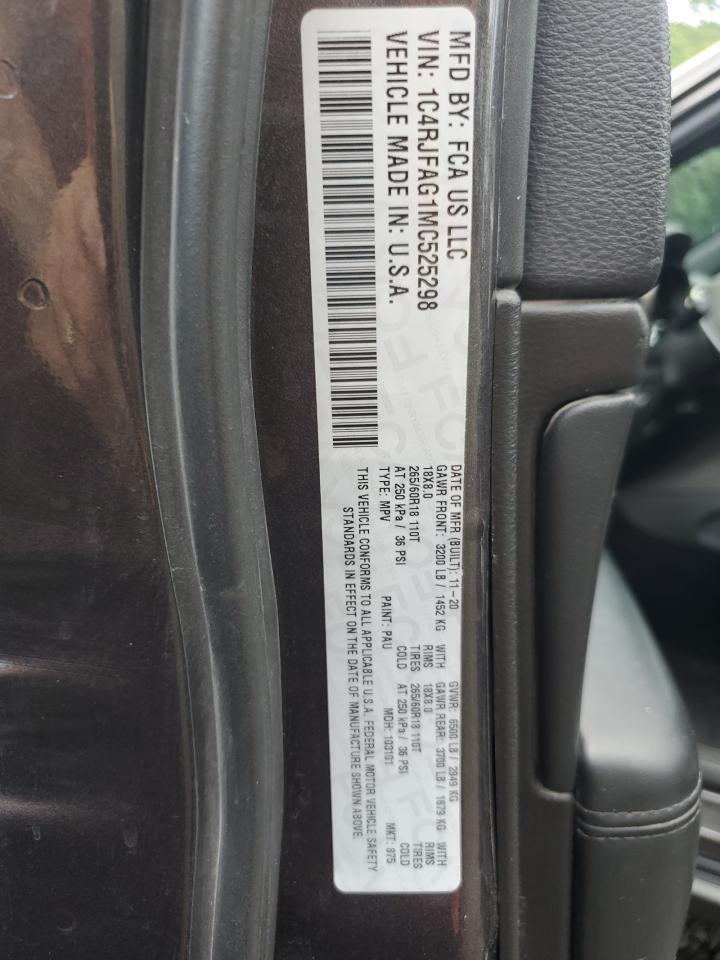 MFD BY: FCA US LLC
VIN: 1C4RJFAG1MC525298
VEHICLE MADE IN: U.S.A.
DATE OF MFR (BUILT): 11-20 GVWR: 6500 LB / 2949 KG
GAWR FRONT: 3200 LB / 1452 KG WITH GAWR REAR: 3700 LB / 1679 KG WITH
18X8.0 RIMS 18X8.0 RIMS
265/60R18 110T TIRES 265/60R18 110T TIRES
AT 250 kPa / 36 PSI COLD AT 250 kPa / 36 PSI COLD
TYPE: MPV PAINT: PAU MDH: 103101 MKT: 875
THIS VEHICLE CONFORMS TO ALL APPLICABLE U.S.A. FEDERAL MOTOR VEHICLE SAFETY
STANDARDS IN EFFECT ON THE DATE OF MANUFACTURE SHOWN ABOVE.